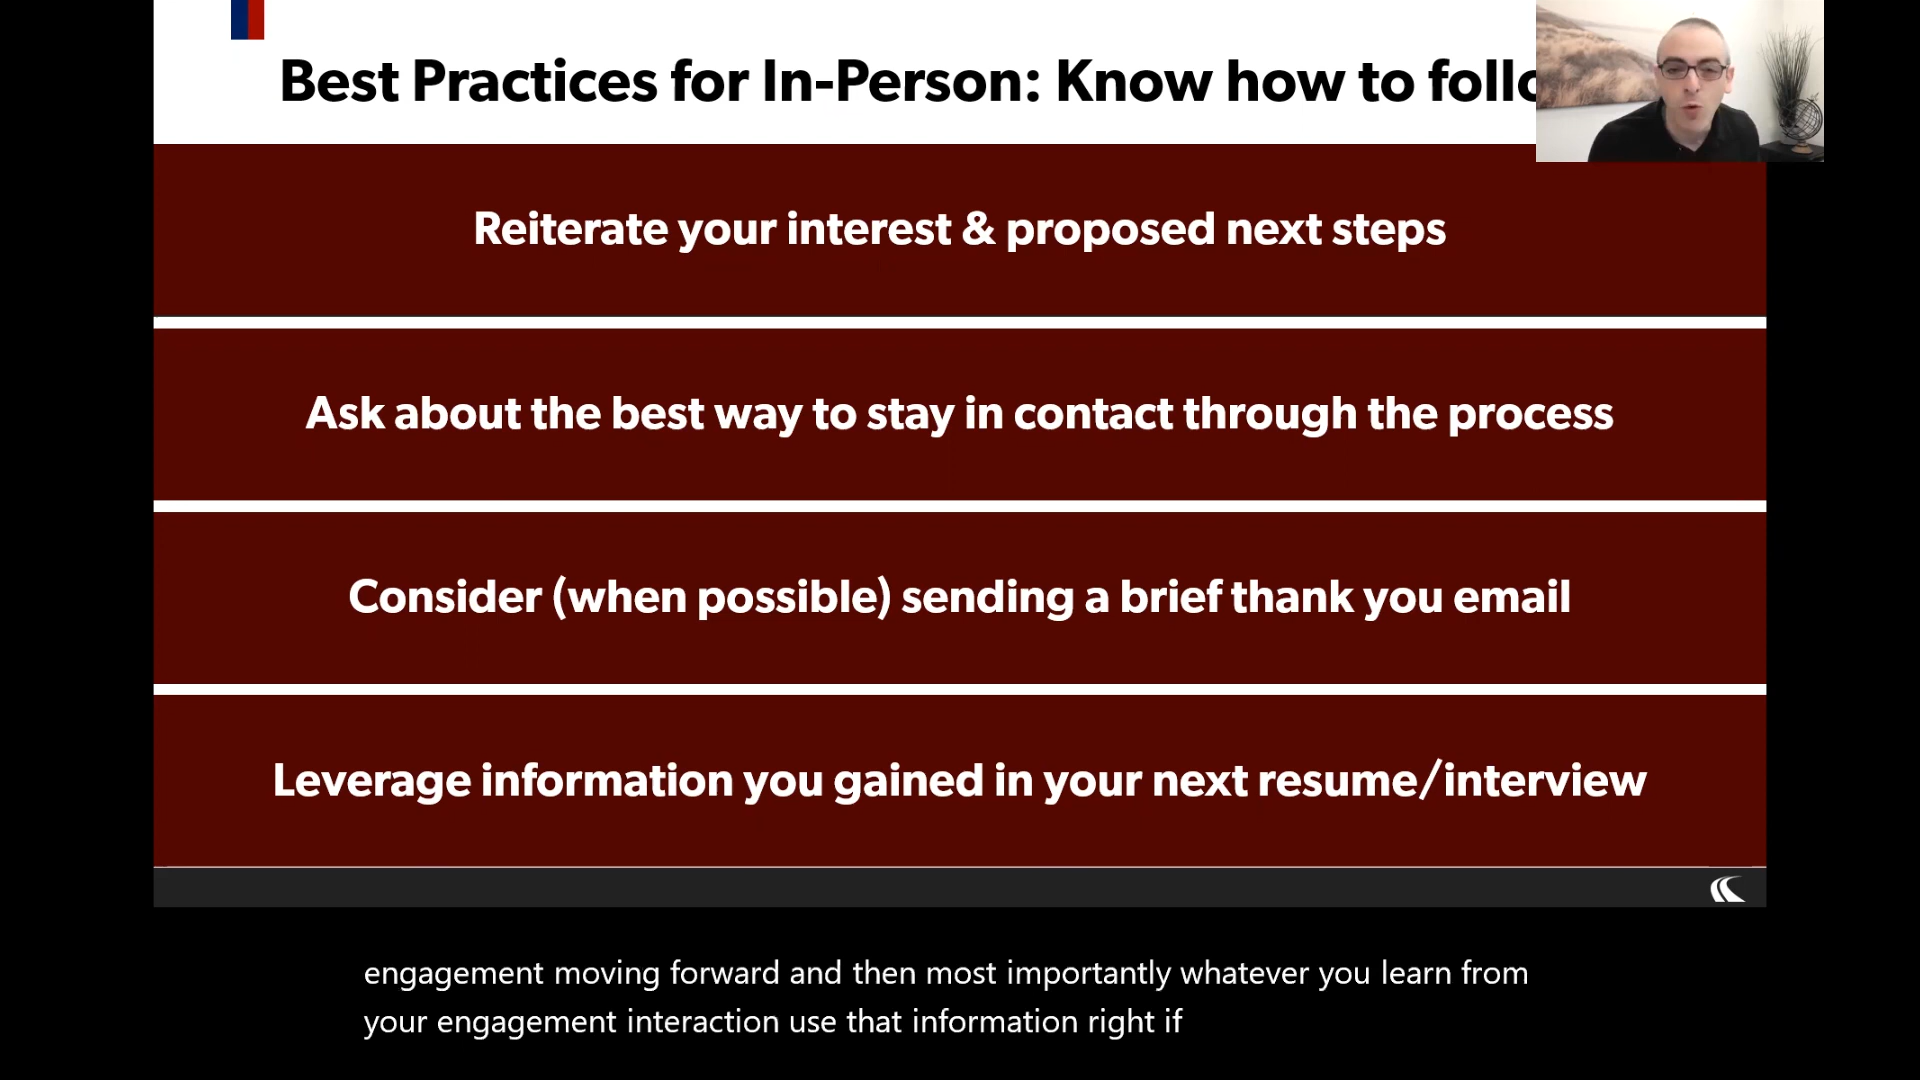 Best Practices for In-Person: Know how to follo
Reiterate your interest & proposed next steps
Ask about the best way to stay in contact through the process
Consider (when possible) sending a brief thank you email
Leverage information you gained in your next resume/interview
engagement moving forward and then most importantly whatever you learn from
your engagement interaction use that information right if